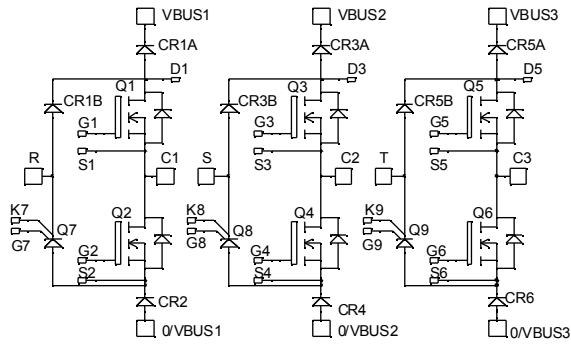 VBUS1 VBUS2 VBUS3
CR1A CR3A CR5A
D1 D3 D5
Q1 Q3 Q5
CR1B CR3B CR5B
G1 G3 G5
S1 S3 S5
R C1 S C2 T C3
K7 Q2 K8 Q4 K9 Q6
G7 Q7 G8 Q8 G9 Q9
G2 G4 G6
S2 S4 S6
CR2 CR4 CR6
0/VBUS1 0/VBUS2 0/VBUS3